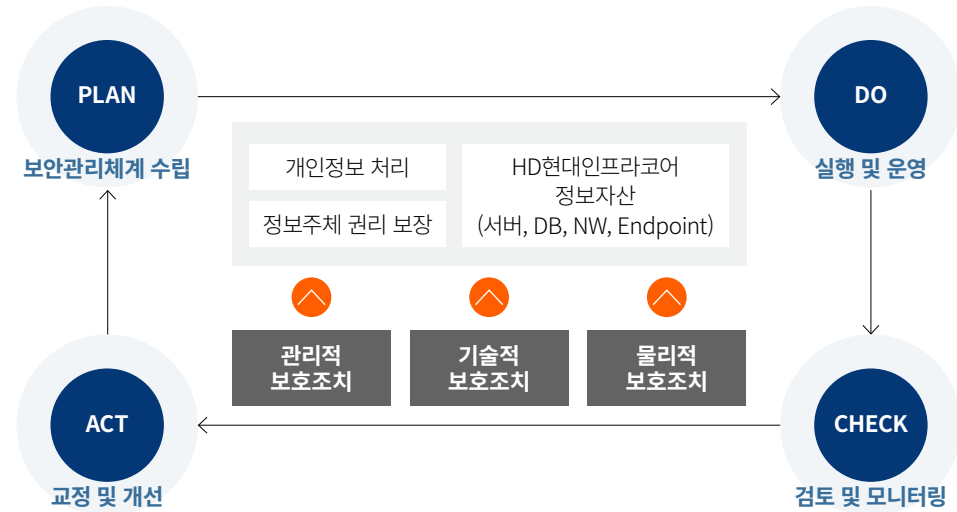 PLAN
보안관리체계 수립
DO
실행 및 운영
개인정보 처리
정보주체 권리 보장
HD현대인프라코어
정보자산
(서버, DB, NW, Endpoint)
관리적
보호조치
기술적
보호조치
물리적
보호조치
ACT
교정 및 개선
CHECK
검토 및 모니터링